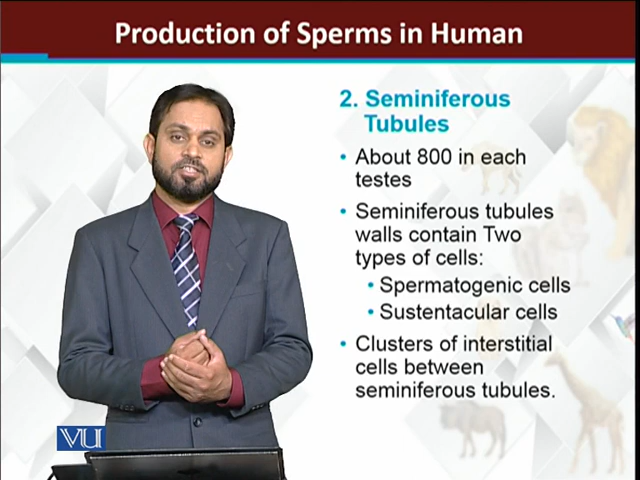 Production of Sperms in Human
2. Seminiferous
Tubules
• About 800 in each
testes
• Seminiferous tubules
walls contain Two
types of cells:
• Spermatogenic cells
• Sustentacular cells
• Clusters of interstitial
cells between
seminiferous tubules.
VU